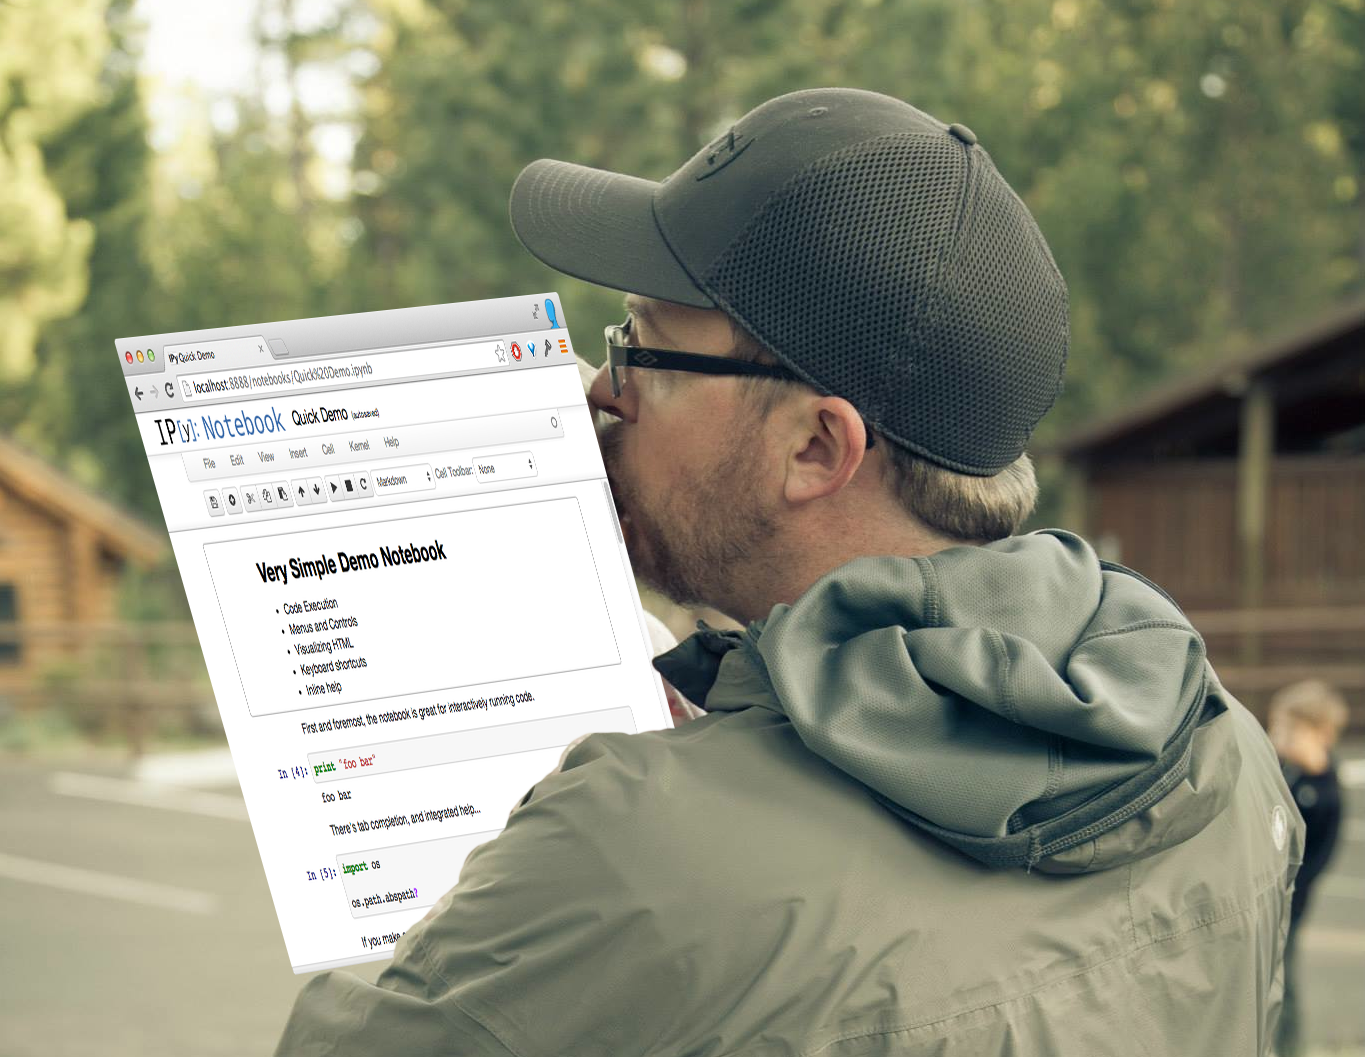 IPy Quick Demo
localhost:8888/notebooks/Quick%20Demo.ipynb
IP[y]: Notebook Quick Demo (autosaved)
File Edit View Insert Cell Kernel Help
Markdown Cell Toolbar: None
Very Simple Demo Notebook
• Code Execution
• Menus and Controls
• Visualizing HTML
• Keyboard shortcuts
• Inline help
First and foremost, the notebook is great for interactively running code.
In [4]: print "foo bar"
foo bar
There's tab completion, and integrated help...
In [5]: import os
os.path.abspath?
If you make